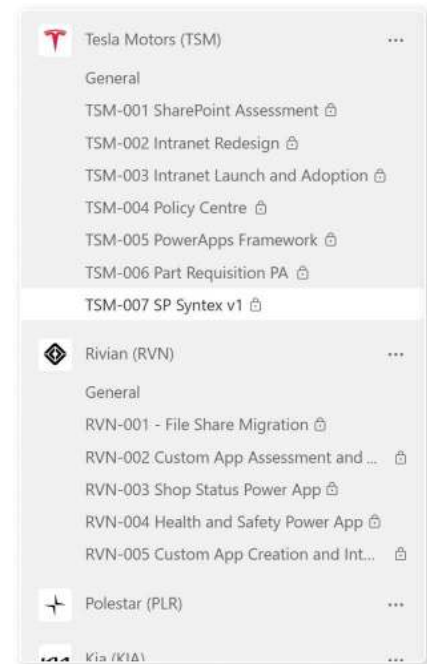 Tesla Motors (TSM) ...
General
TSM-001 SharePoint Assessment
TSM-002 Intranet Redesign
TSM-003 Intranet Launch and Adoption
TSM-004 Policy Centre
TSM-005 PowerApps Framework
TSM-006 Part Requisition PA
TSM-007 SP Syntex v1
Rivian (RVN) ...
General
RVN-001 - File Share Migration
RVN-002 Custom App Assessment and ...
RVN-003 Shop Status Power App
RVN-004 Health and Safety Power App
RVN-005 Custom App Creation and Int...
Polestar (PLR) ...
Kia (KIA) ...